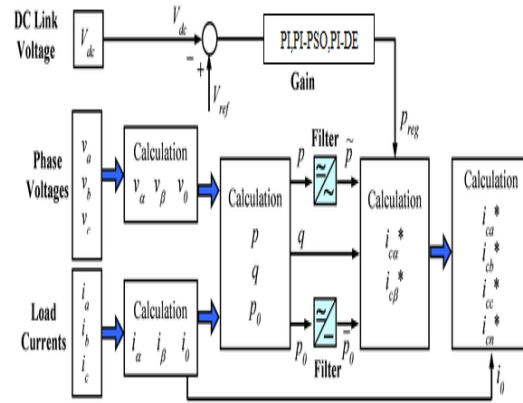 DC Link
Voltage
V_dc
V_dc
−
+
V_ref
PI,PI-PSO,PI-DE
Gain
p_reg
Phase
Voltages
v_a
v_b
v_c
Calculation
v_α v_β v_0
Load
Currents
i_a
i_b
i_c
Calculation
i_α i_β i_0
Calculation
p
q
p_0
p
Filter
p̃
q
p_0
Filter
p̄_0
Calculation
i_cα*
i_cβ*
Calculation
i_ca*
i_cb*
i_cc*
i_cn*
i_0